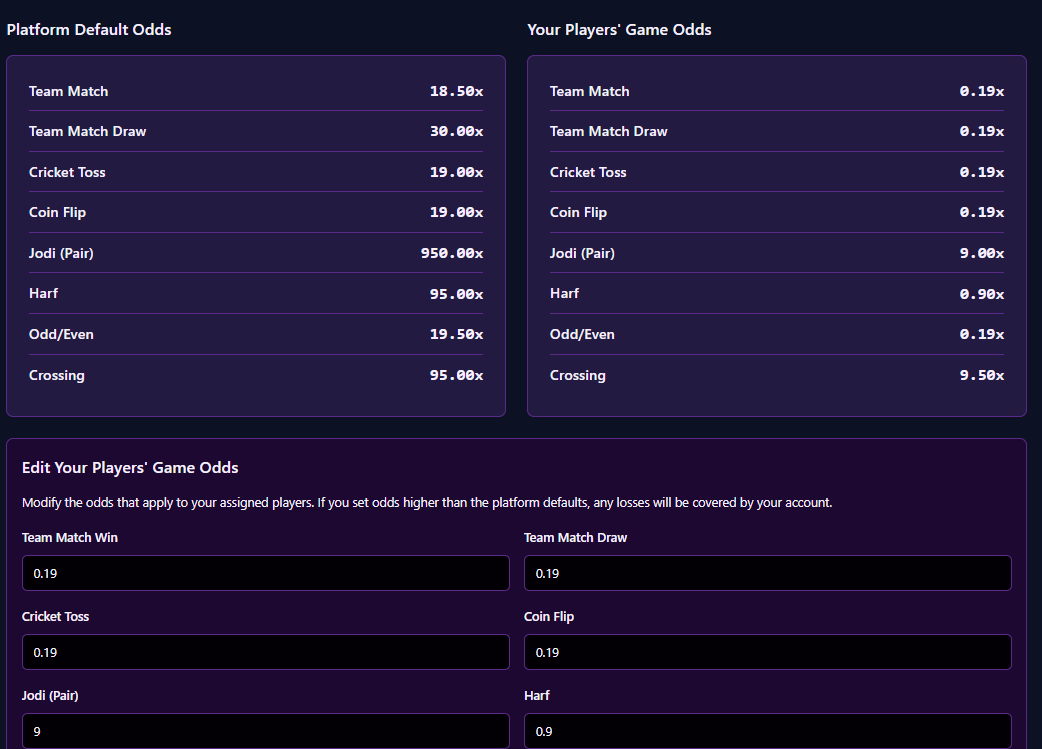 Platform Default Odds
Team Match 18.50x
Team Match Draw 30.00x
Cricket Toss 19.00x
Coin Flip 19.00x
Jodi (Pair) 950.00x
Harf 95.00x
Odd/Even 19.50x
Crossing 95.00x
Your Players' Game Odds
Team Match 0.19x
Team Match Draw 0.19x
Cricket Toss 0.19x
Coin Flip 0.19x
Jodi (Pair) 9.00x
Harf 0.90x
Odd/Even 0.19x
Crossing 9.50x
Edit Your Players' Game Odds
Modify the odds that apply to your assigned players. If you set odds higher than the platform defaults, any losses will be covered by your account.
Team Match Win
0.19
Team Match Draw
0.19
Cricket Toss
0.19
Coin Flip
0.19
Jodi (Pair)
9
Harf
0.9